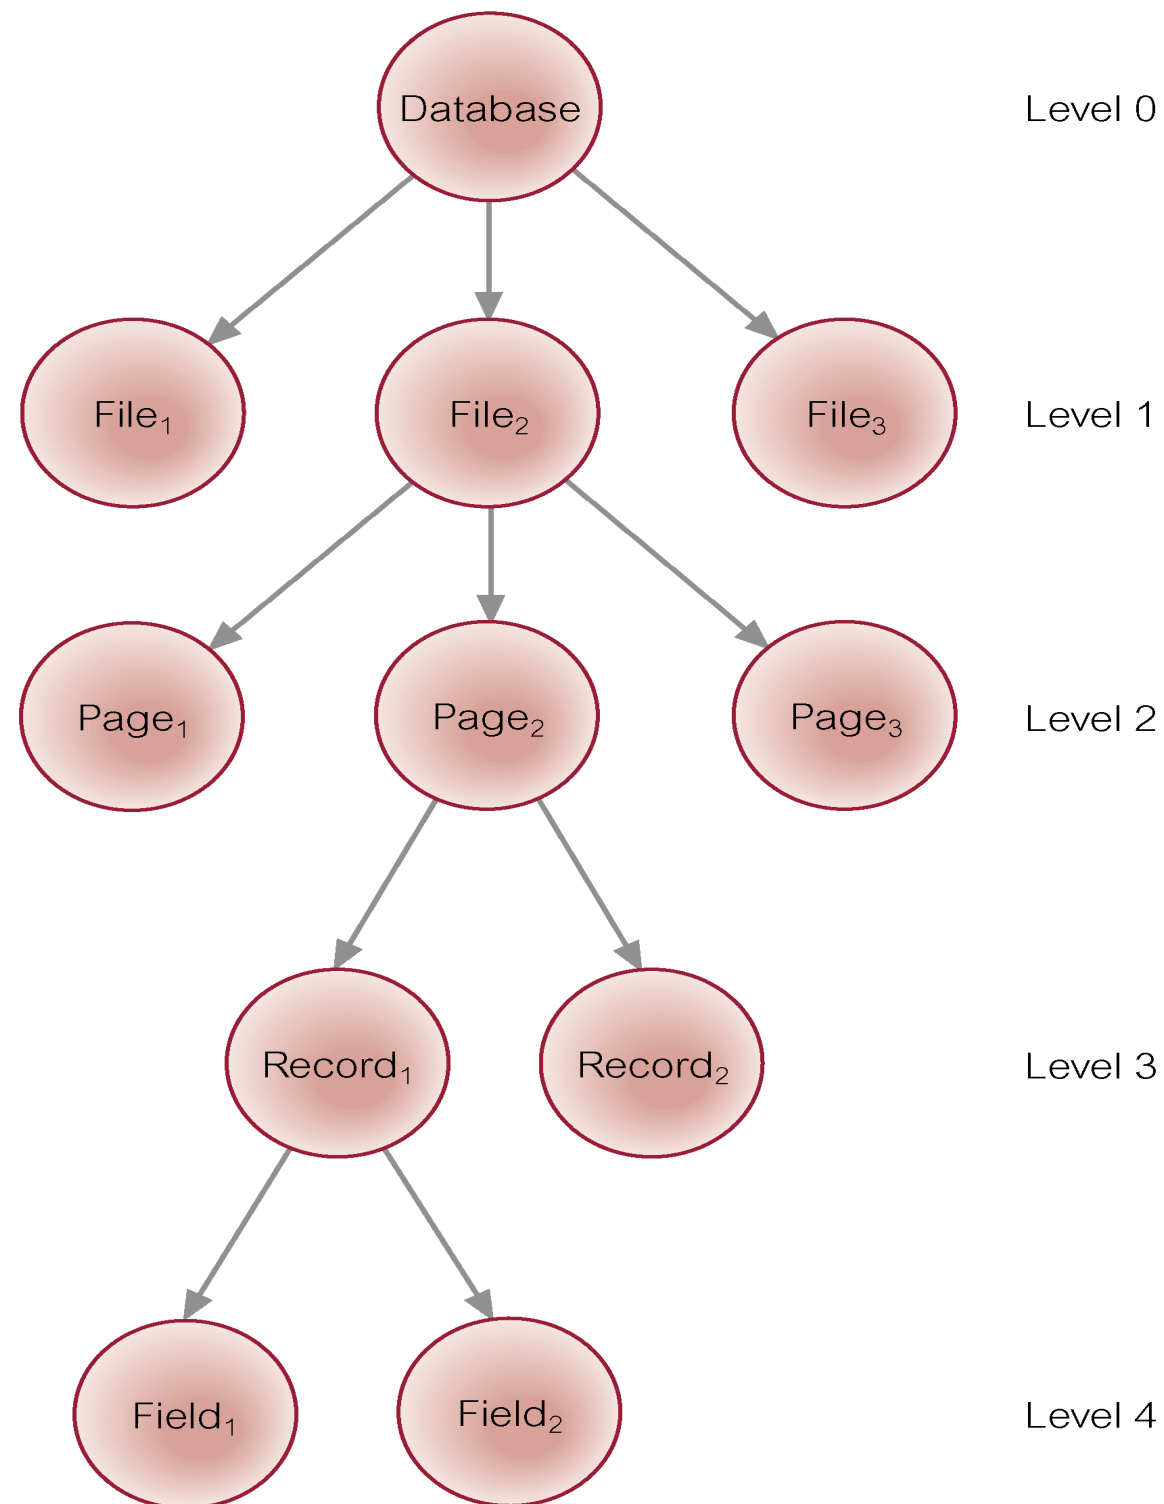 Database Level 0
File₁ File₂ File₃ Level 1
Page₁ Page₂ Page₃ Level 2
Record₁ Record₂ Level 3
Field₁ Field₂ Level 4